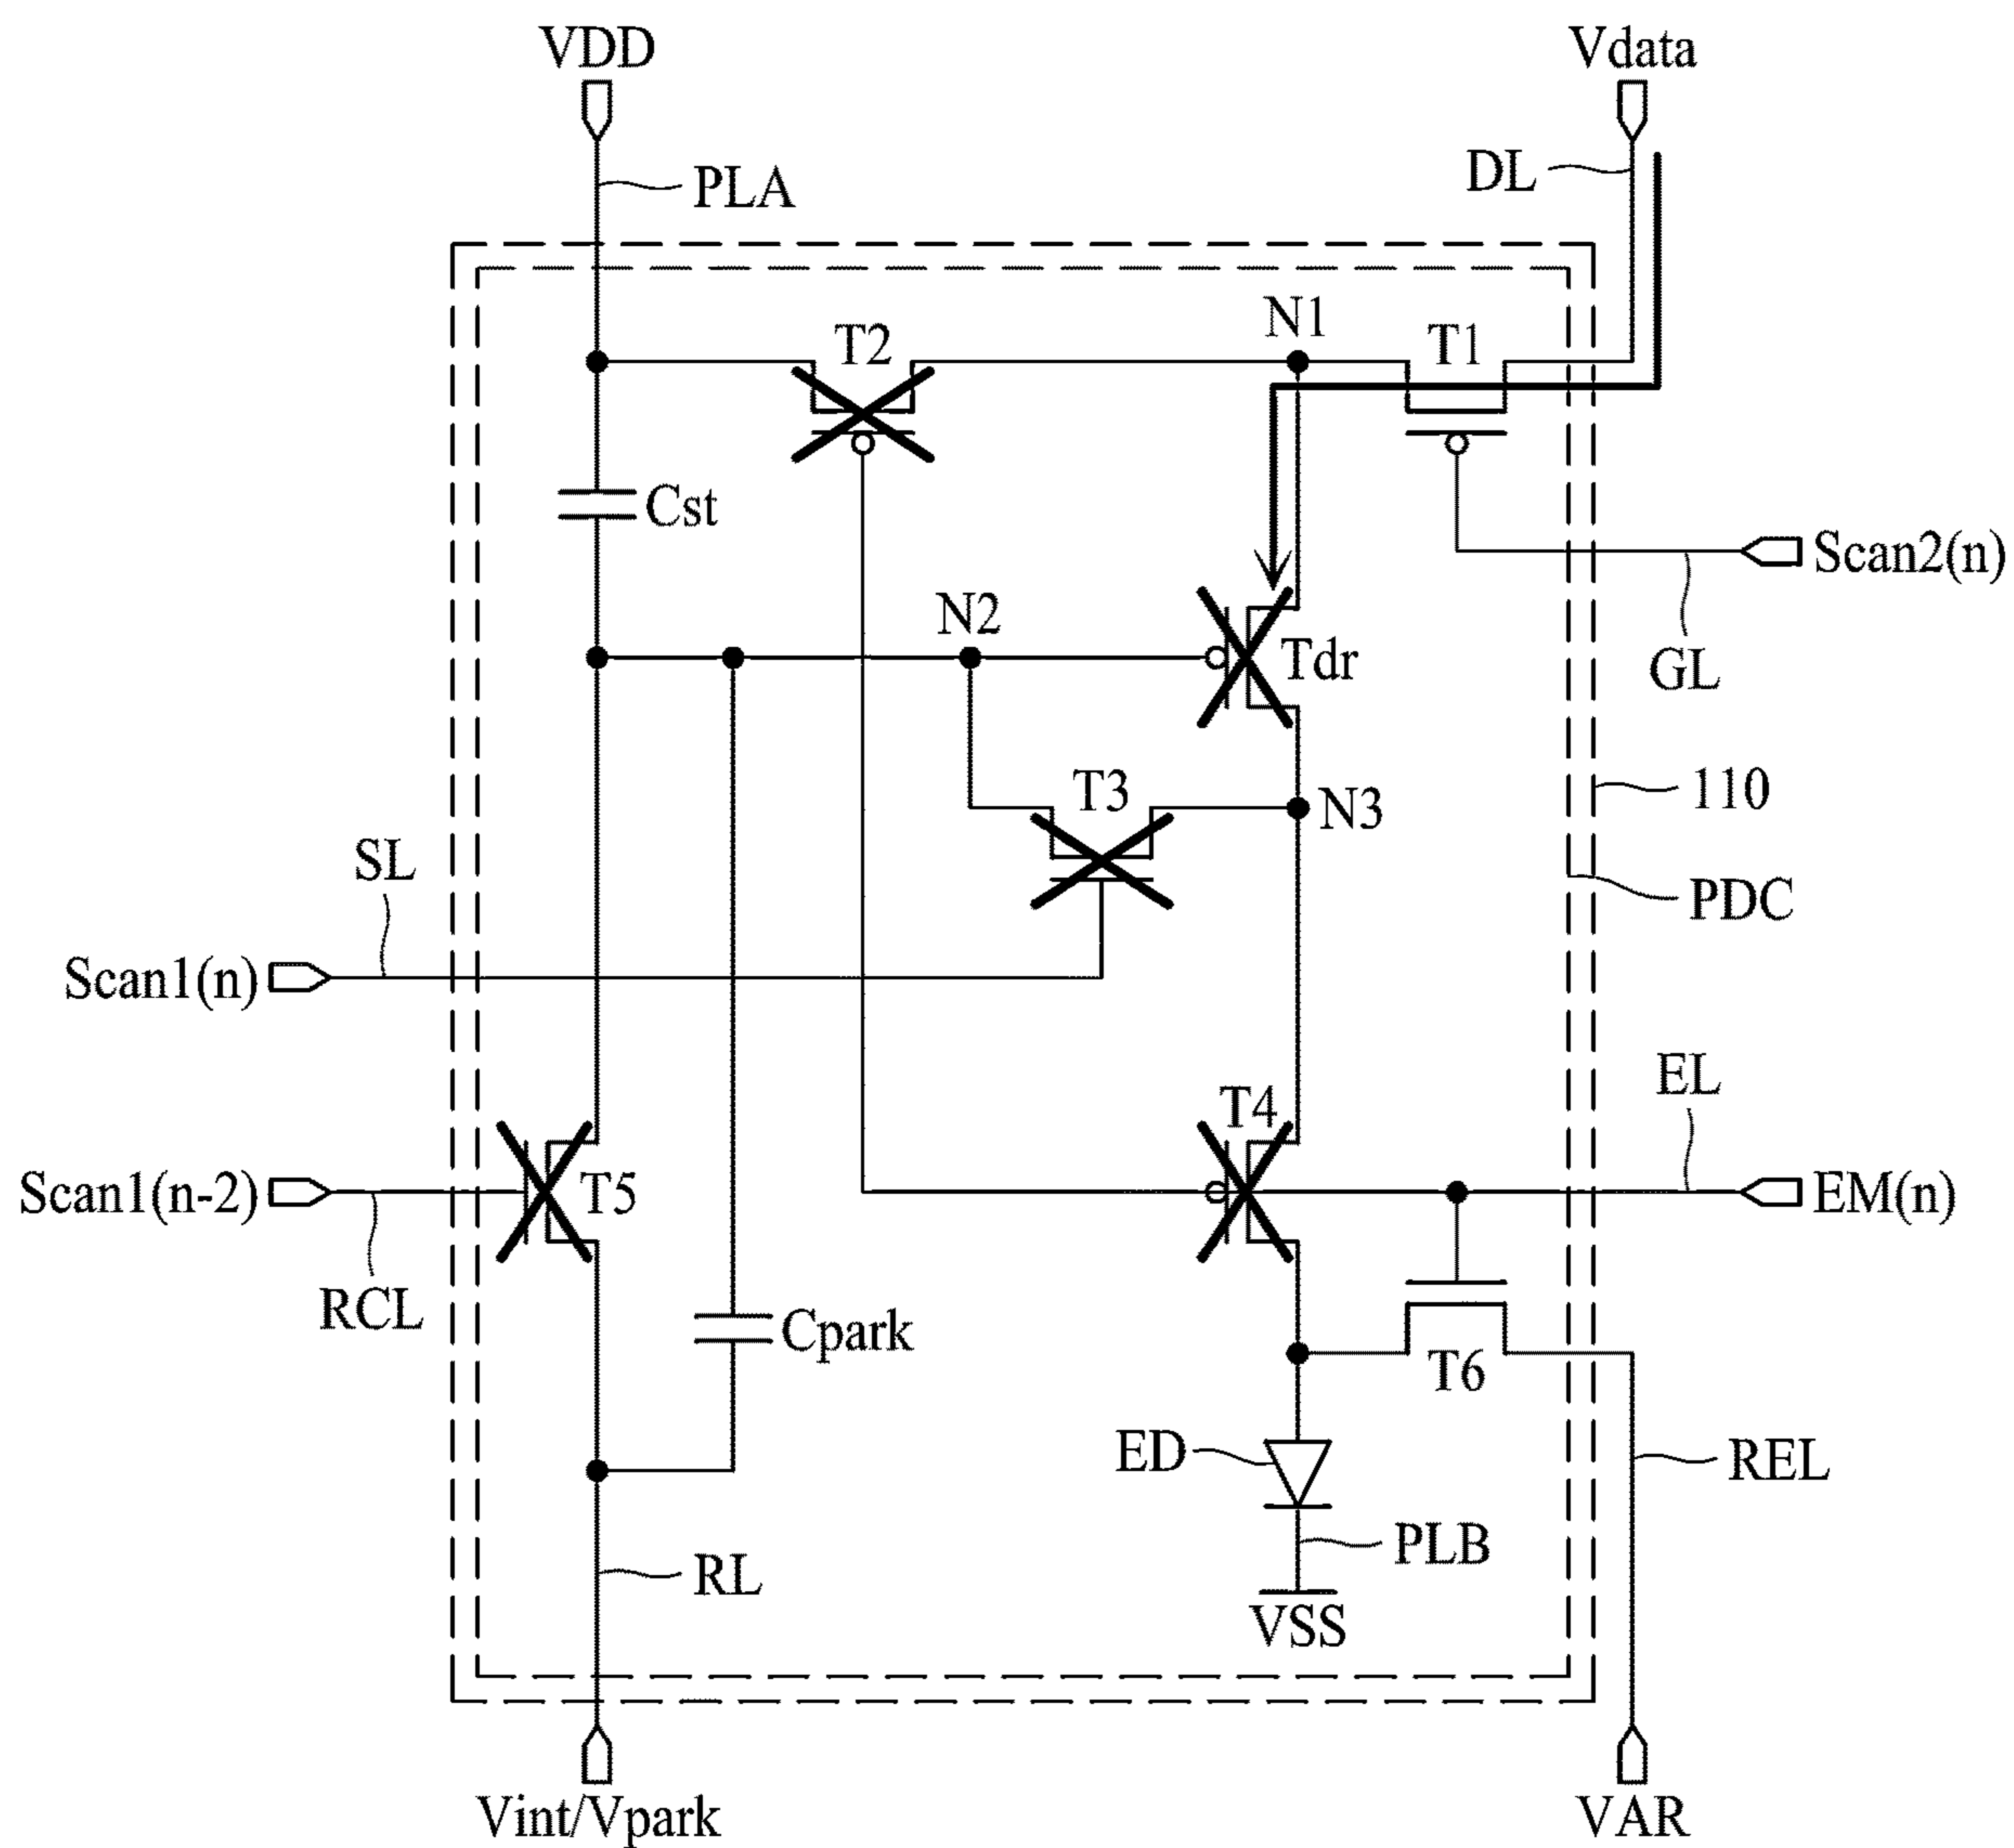 VDD
Vdata
PLA
DL
T2
N1
T1
Cst
Scan2(n)
N2
Tdr
GL
T3
N3
110
SL
PDC
Scan1(n)
T4
EL
Scan1(n-2)
T5
EM(n)
RCL
Cpark
T6
ED
REL
PLB
RL
VSS
Vint/Vpark
VAR